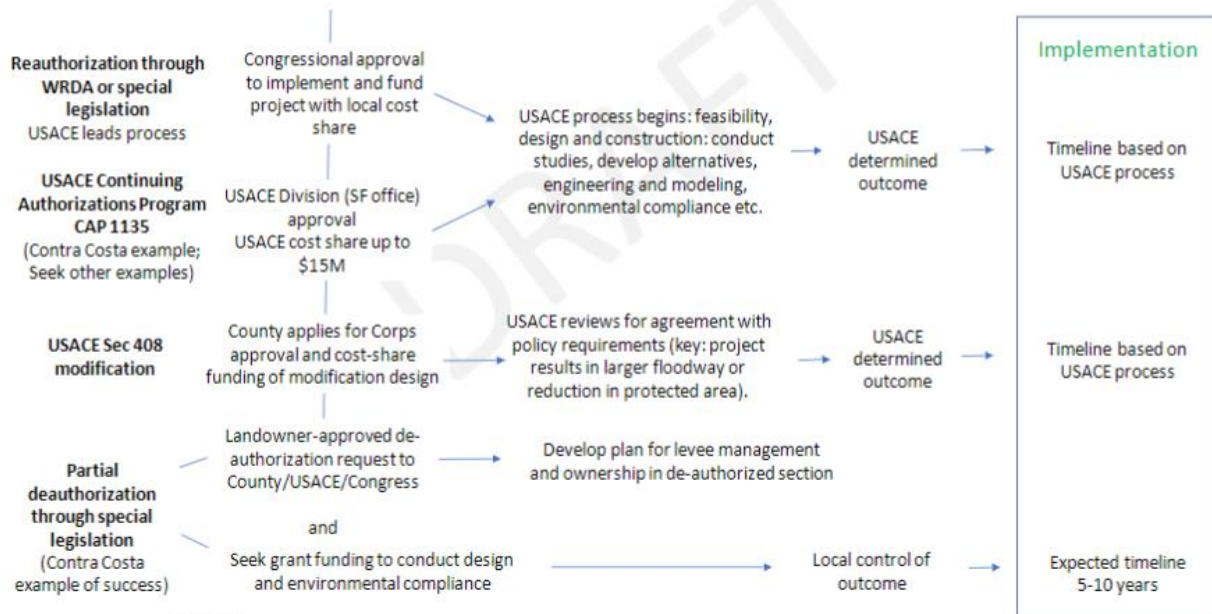 Reauthorization through
WRDA or special
legislation
USACE leads process
Congressional approval
to implement and fund
project with local cost
share
USACE Continuing
Authorizations Program
CAP 1135
(Contra Costa example;
Seek other examples)
USACE Division (SF office)
approval
USACE cost share up to
$15M
USACE process begins: feasibility,
design and construction: conduct
studies, develop alternatives,
engineering and modeling,
environmental compliance etc.
USACE
determined
outcome
Implementation
Timeline based on
USACE process
USACE Sec 408
modification
County applies for Corps
approval and cost-share
funding of modification design
USACE reviews for agreement with
policy requirements (key: project
results in larger floodway or
reduction in protected area).
USACE
determined
outcome
Timeline based on
USACE process
Partial
deauthorization
through special
legislation
(Contra Costa
example of success)
Landowner-approved de-
authorization request to
County/USACE/Congress
Develop plan for levee management
and ownership in de-authorized section
and
Seek grant funding to conduct design
and environmental compliance
Local control of
outcome
Expected timeline
5-10 years
DRAFT